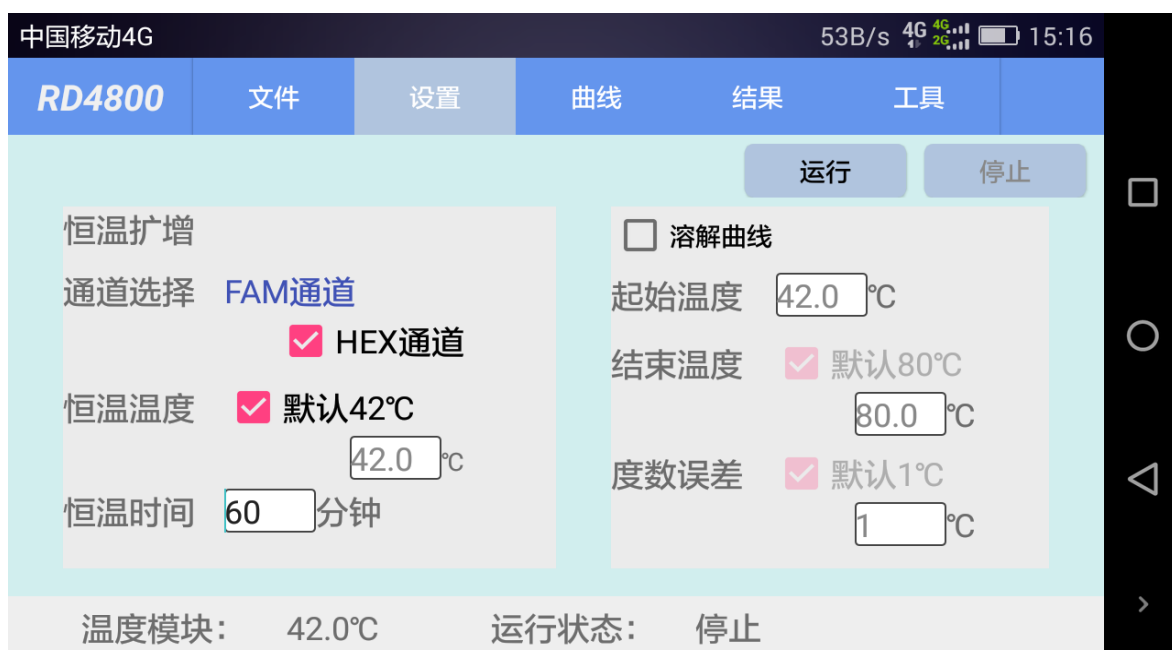 中国移动4G 53B/s 4G 4G 2G 15:16
RD4800 文件 设置 曲线 结果 工具
运行 停止
恒温扩增
通道选择 FAM通道
HEX通道
恒温温度 默认42℃
42.0 ℃
恒温时间 60 分钟
溶解曲线
起始温度 42.0 ℃
结束温度 默认80℃
80.0 ℃
度数误差 默认1℃
1 ℃
温度模块： 42.0℃ 运行状态： 停止